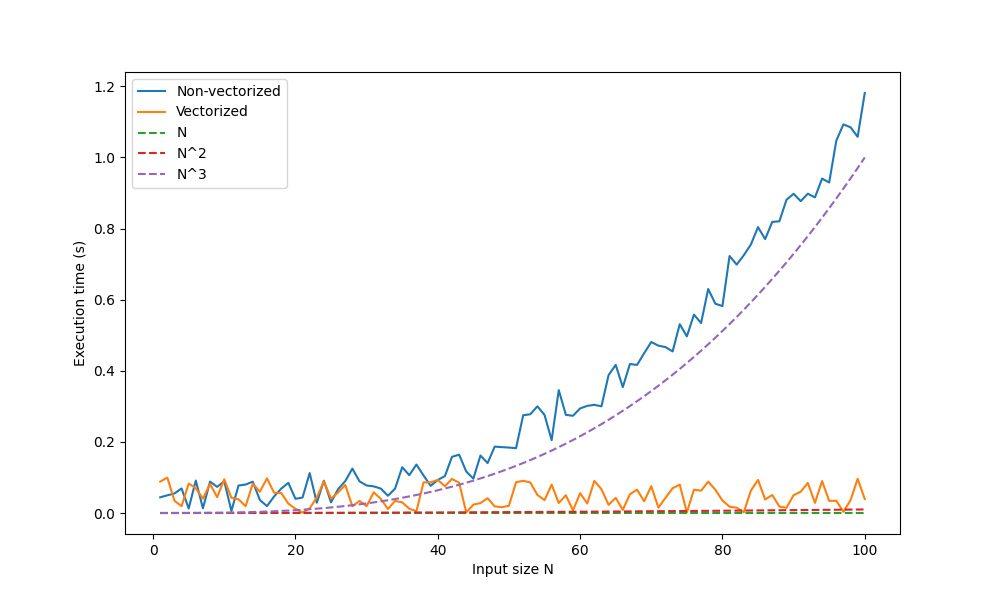 Non-vectorized
Vectorized
N
N^2
N^3
1.2
1.0
0.8
0.6
0.4
0.2
0.0
Execution time (s)
0 20 40 60 80 100
Input size N